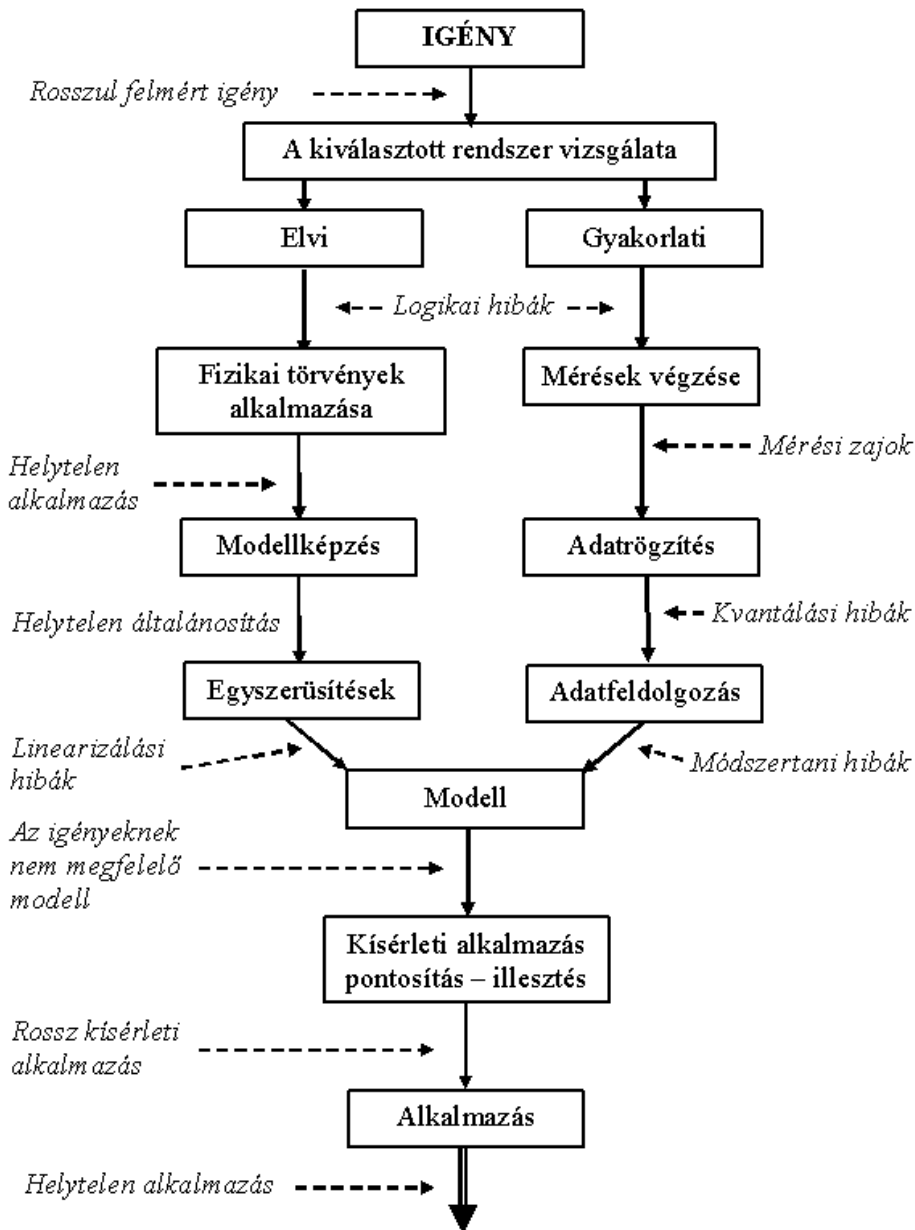 IGÉNY
Rosszul felmért igény
A kiválasztott rendszer vizsgálata
Elvi
Gyakorlati
Logikai hibák
Fizikai törvények
alkalmazása
Mérések végzése
Mérési zajok
Helytelen
alkalmazás
Modellképzés
Adatrögzítés
Helytelen általánosítás
Kvantálási hibák
Egyszerüsítések
Adatfeldolgozás
Linearizálási
hibák
Módszertani hibák
Modell
Az igényeknek
nem megfelelő
modell
Kísérleti alkalmazás
pontosítás – illesztés
Rossz kísérleti
alkalmazás
Alkalmazás
Helytelen alkalmazás